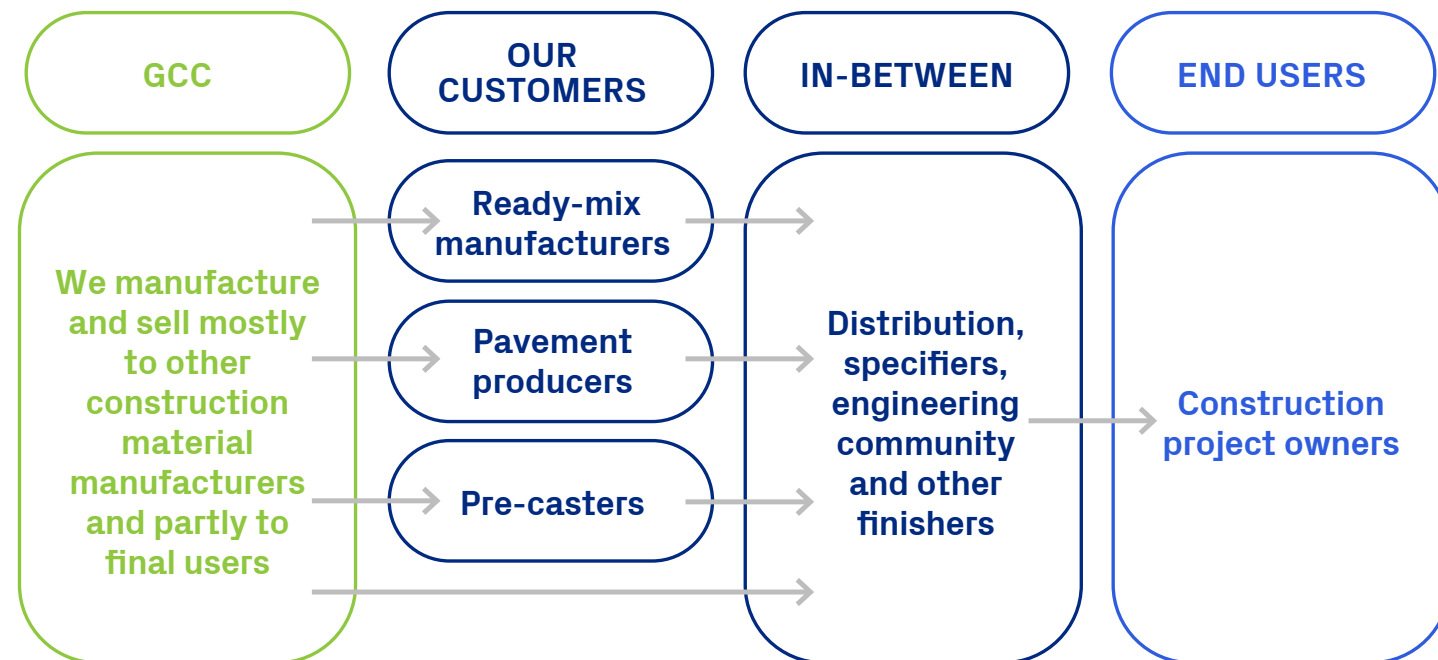 GCC
OUR
CUSTOMERS
IN-BETWEEN
END USERS
We manufacture
and sell mostly
to other
construction
material
manufacturers
and partly to
final users
Ready-mix
manufacturers
Pavement
producers
Pre-casters
Distribution,
specifiers,
engineering
community
and other
finishers
Construction
project owners